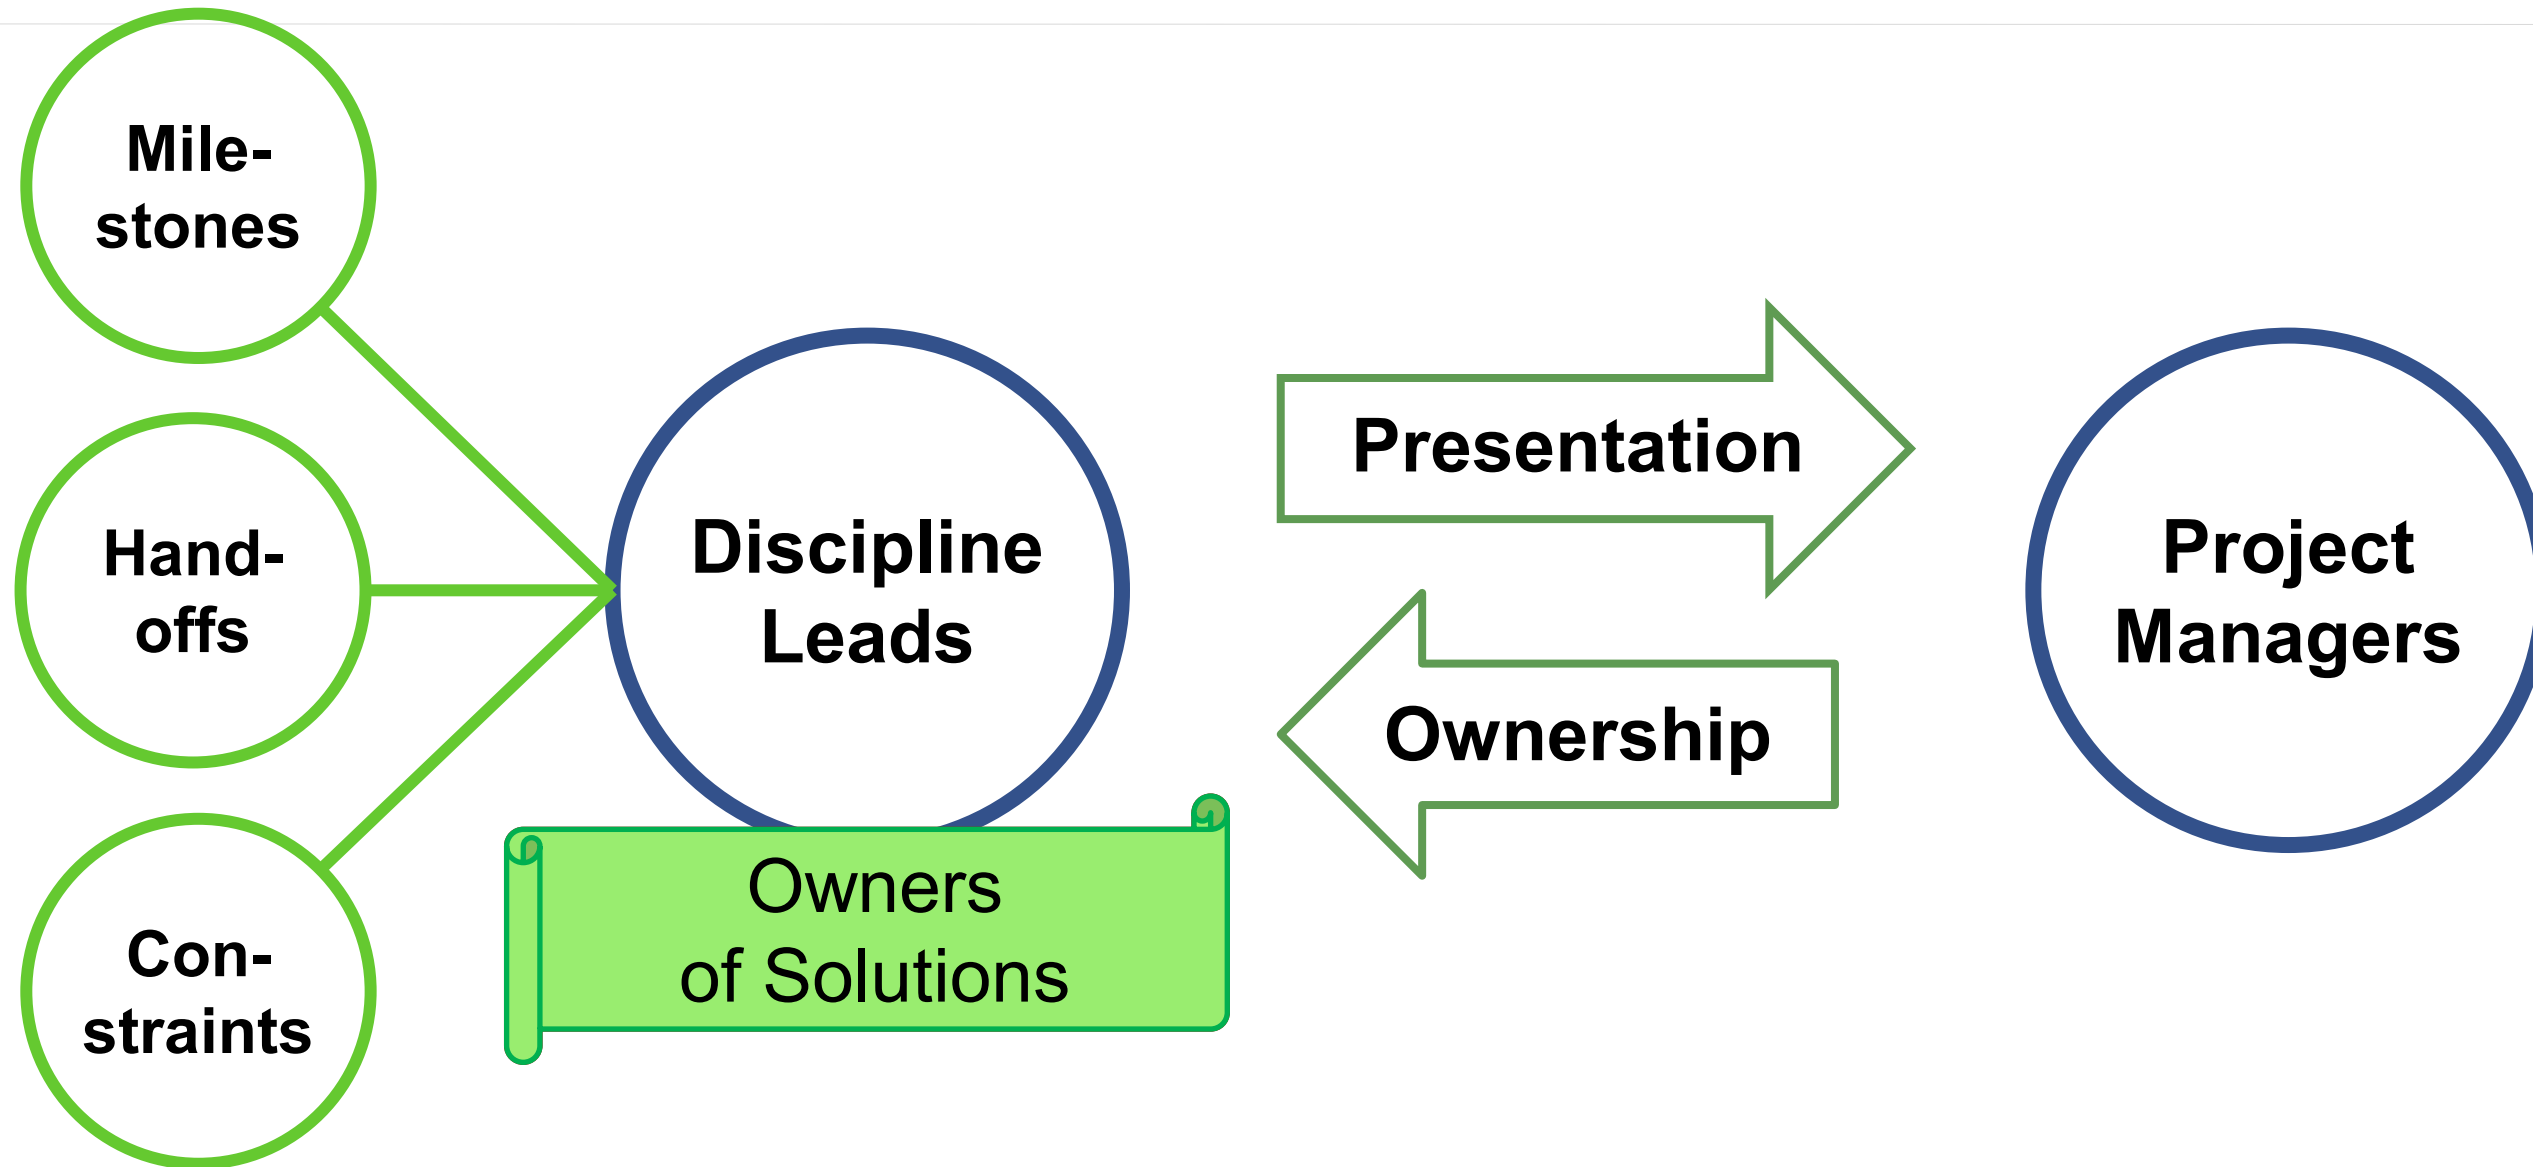 Mile-
stones
Hand-
offs
Con-
straints
Discipline
Leads
Owners
of Solutions
Presentation
Ownership
Project
Managers